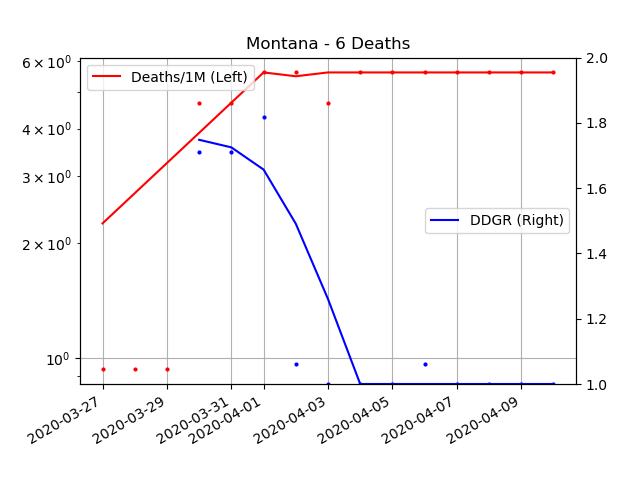 Montana - 6 Deaths
6 × 10⁰
4 × 10⁰
3 × 10⁰
2 × 10⁰
10⁰
Deaths/1M (Left)
DDGR (Right)
2.0
1.8
1.6
1.4
1.2
1.0
2020-03-27
2020-03-29
2020-03-31
2020-04-01
2020-04-03
2020-04-05
2020-04-07
2020-04-09